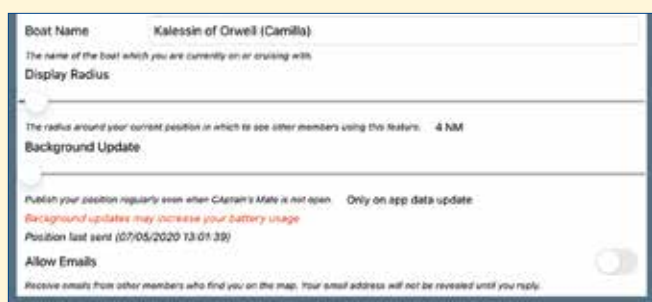 Boat Name Kalessin of Orwell (Camilla)
The name of the boat which you are currently on or cruising with.
Display Radius
The radius around your current position in which to see other members using this feature. 4 NM
Background Update
Publish your position regularly even when Captain's Mate is not open. Only on app data update
Background updates may increase your battery usage
Position last sent (07/05/2020 13:01:39)
Allow Emails
Receive emails from other members who find you on the map. Your email address will not be revealed until you reply.